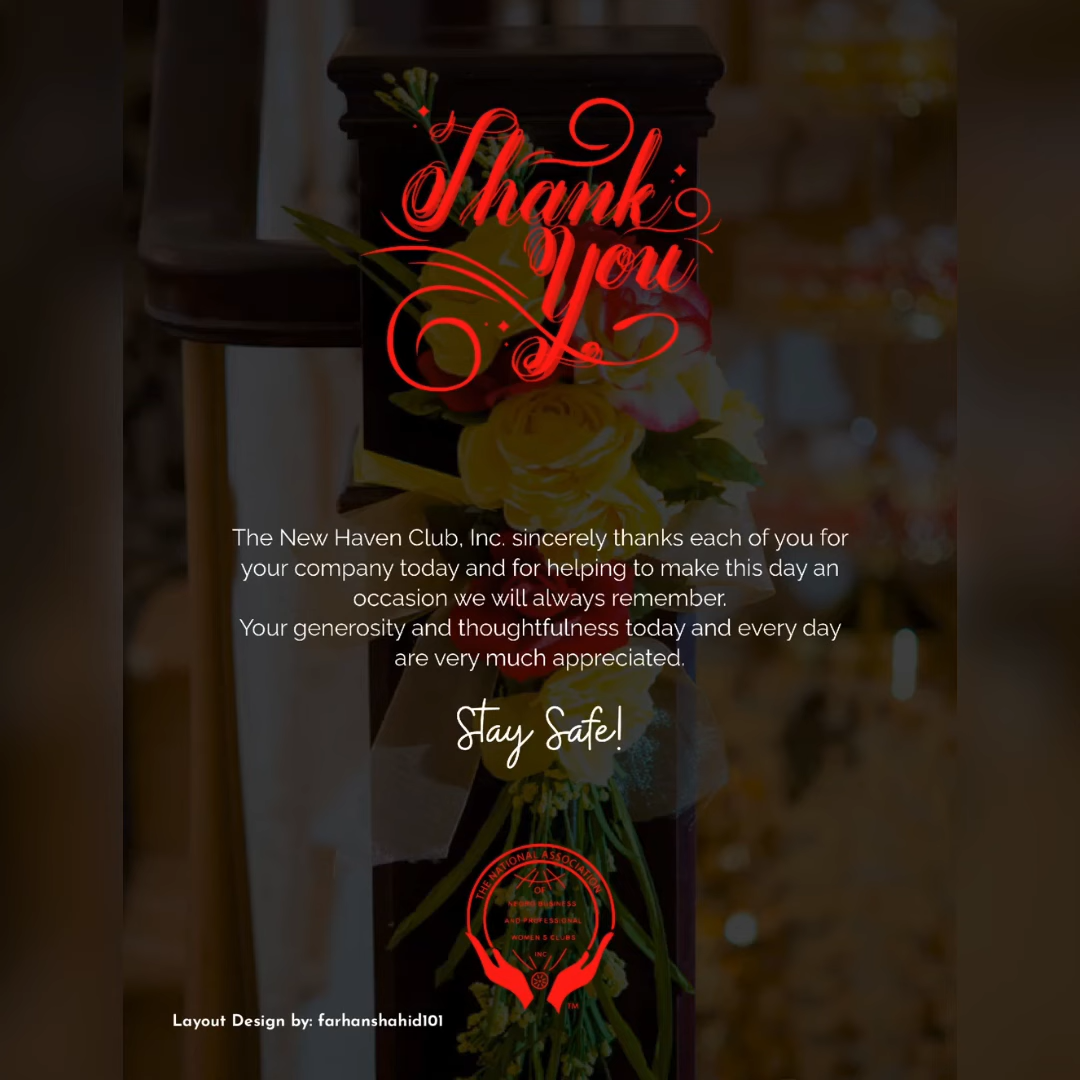 Thank
You
The New Haven Club, Inc. sincerely thanks each of you for
your company today and for helping to make this day an
occasion we will always remember.
Your generosity and thoughtfulness today and every day
are very much appreciated.
Stay Safe!
THE NATIONAL ASSOCIATION
OF
NEGRO BUSINESS
AND PROFESSIONAL
WOMEN'S CLUBS
INC
TM
Layout Design by: farhanshahid101